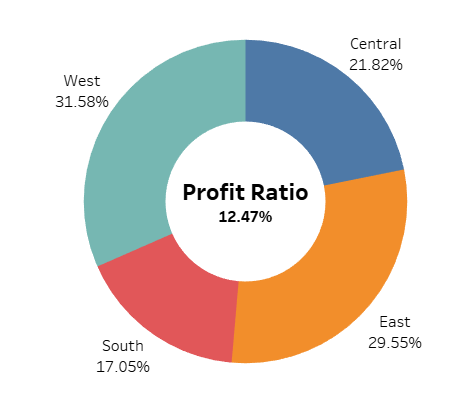 Central
21.82%
West
31.58%
Profit Ratio
12.47%
East
29.55%
South
17.05%